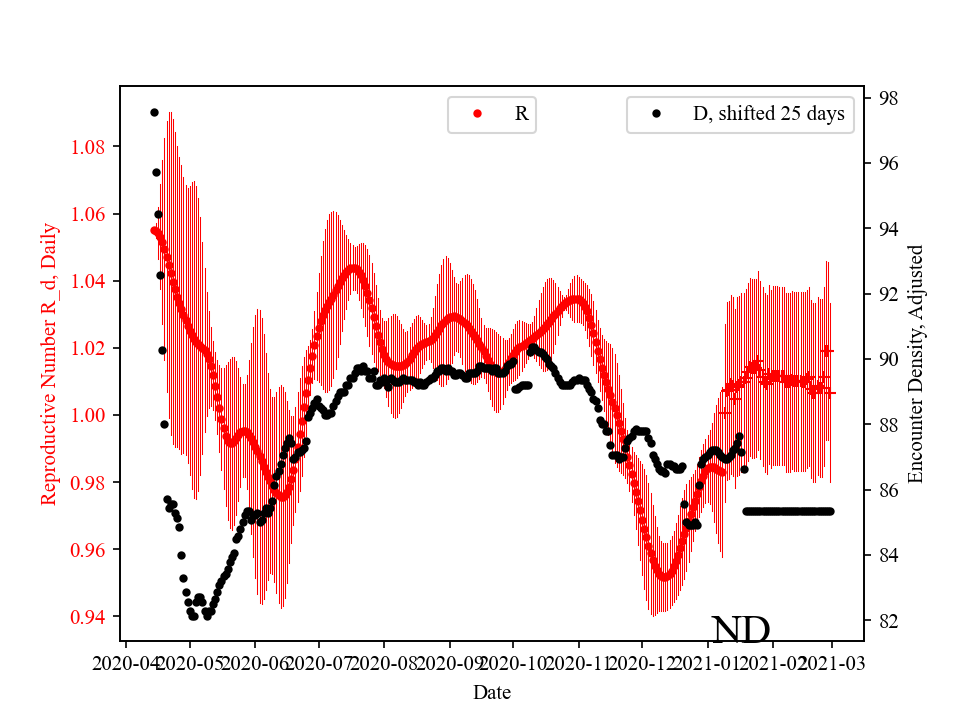 R
D, shifted 25 days
Reproductive Number R_d, Daily
1.08
1.06
1.04
1.02
1.00
0.98
0.96
0.94
98
96
94
92
90
88
86
84
82
Encounter Density, Adjusted
ND
2020-04 2020-05 2020-06 2020-07 2020-08 2020-09 2020-10 2020-11 2020-12 2021-01 2021-02 2021-03
Date